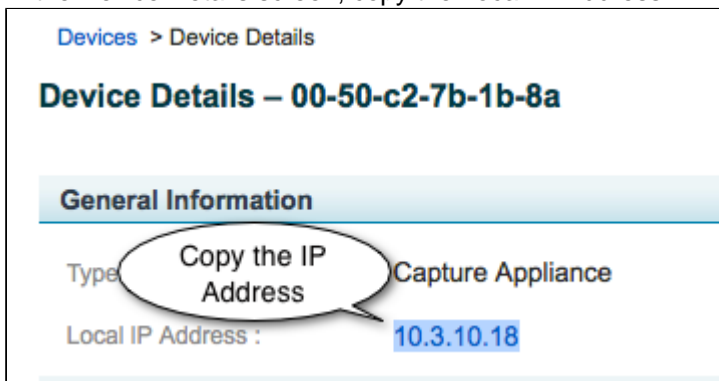 Devices > Device Details
Device Details – 00-50-c2-7b-1b-8a
General Information
Type
Copy the IP
Address
Capture Appliance
Local IP Address :
10.3.10.18